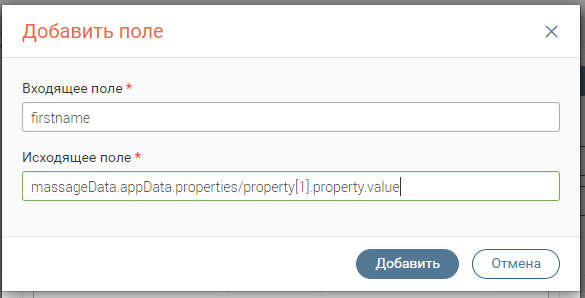 Добавить поле
Входящее поле *
firstname
Исходящее поле *
massageData.appData.properties/property[1].property.value
Добавить
Отмена